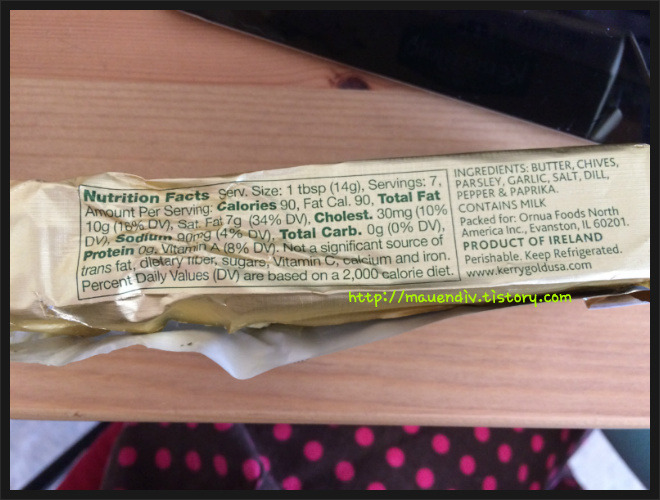 Nutrition Facts Serv. Size: 1 tbsp (14g), Servings: 7,
Amount Per Serving: Calories 90, Fat Cal. 90, Total Fat
10g (16% DV), Sat. Fat 7g (34% DV), Cholest. 30mg (10%
DV), Sodium 90mg (4% DV), Total Carb. 0g (0% DV),
Protein 0g, Vitamin A (8% DV). Not a significant source of
trans fat, dietary fiber, sugars, Vitamin C, calcium and iron.
Percent Daily Values (DV) are based on a 2,000 calorie diet.
INGREDIENTS: BUTTER, CHIVES,
PARSLEY, GARLIC, SALT, DILL,
PEPPER & PAPRIKA.
CONTAINS MILK
Packed for: Ornua Foods North
America Inc., Evanston, IL 60201.
PRODUCT OF IRELAND
Perishable. Keep Refrigerated.
www.kerrygoldusa.com
http://mauendiv.tistory.com